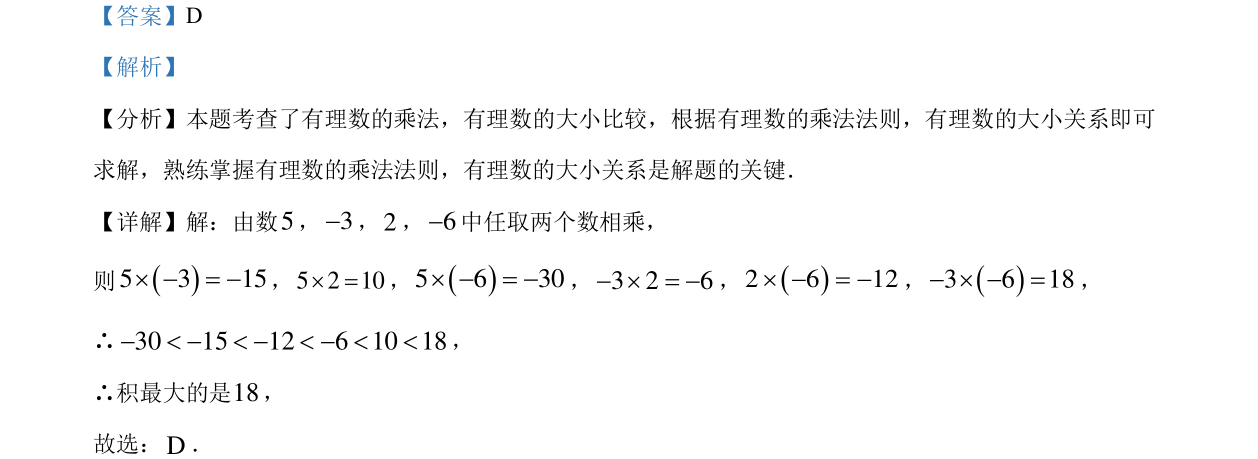 【答案】D
【解析】
【分析】本题考查了有理数的乘法，有理数的大小比较，根据有理数的乘法法则，有理数的大小关系即可
求解，熟练掌握有理数的乘法法则，有理数的大小关系是解题的关键．
【详解】解：由数5，−3，2，−6中任取两个数相乘，
则5×(−3)=−15，5×2=10，5×(−6)=−30，−3×2=−6，2×(−6)=−12，−3×(−6)=18，
∴−30<−15<−12<−6<10<18，
∴积最大的是18，
故选：D．